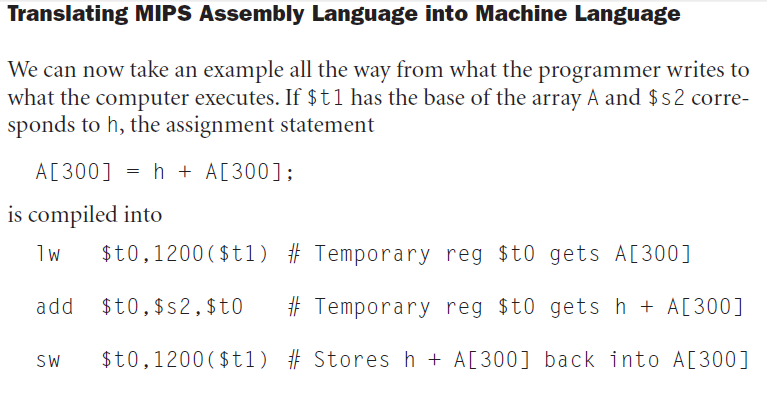 Translating MIPS Assembly Language into Machine Language
We can now take an example all the way from what the programmer writes to
what the computer executes. If $t1 has the base of the array A and $s2 corre-
sponds to h, the assignment statement
A[300] = h + A[300];
is compiled into
lw $t0,1200($t1) # Temporary reg $t0 gets A[300]
add $t0,$s2,$t0 # Temporary reg $t0 gets h + A[300]
sw $t0,1200($t1) # Stores h + A[300] back into A[300]